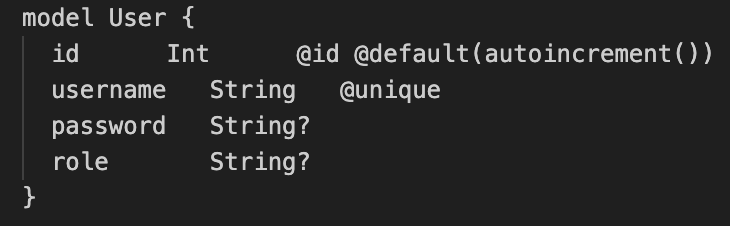 model User {
  id      Int      @id @default(autoincrement())
  username   String   @unique
  password   String?
  role       String?
}